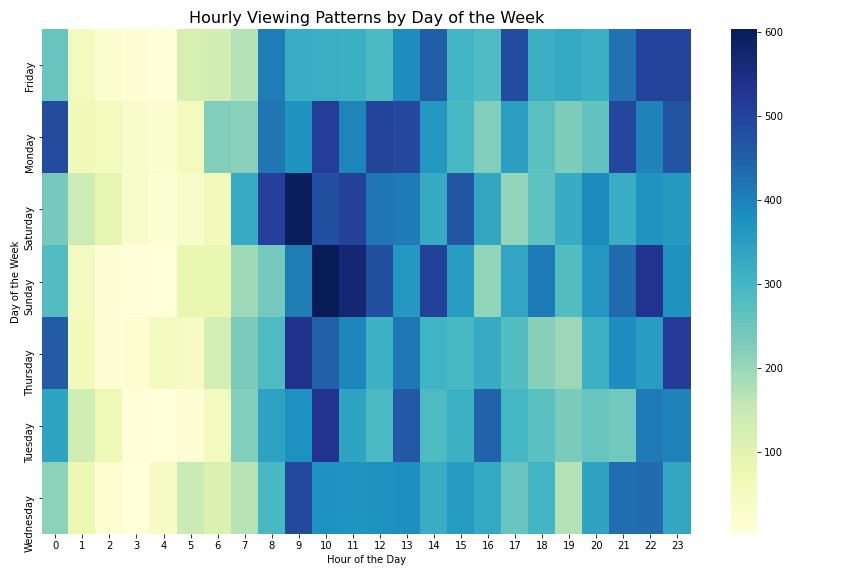 Hourly Viewing Patterns by Day of the Week
Day of the Week
Friday
Monday
Saturday
Sunday
Thursday
Tuesday
Wednesday
0 1 2 3 4 5 6 7 8 9 10 11 12 13 14 15 16 17 18 19 20 21 22 23
Hour of the Day
600
500
400
300
200
100